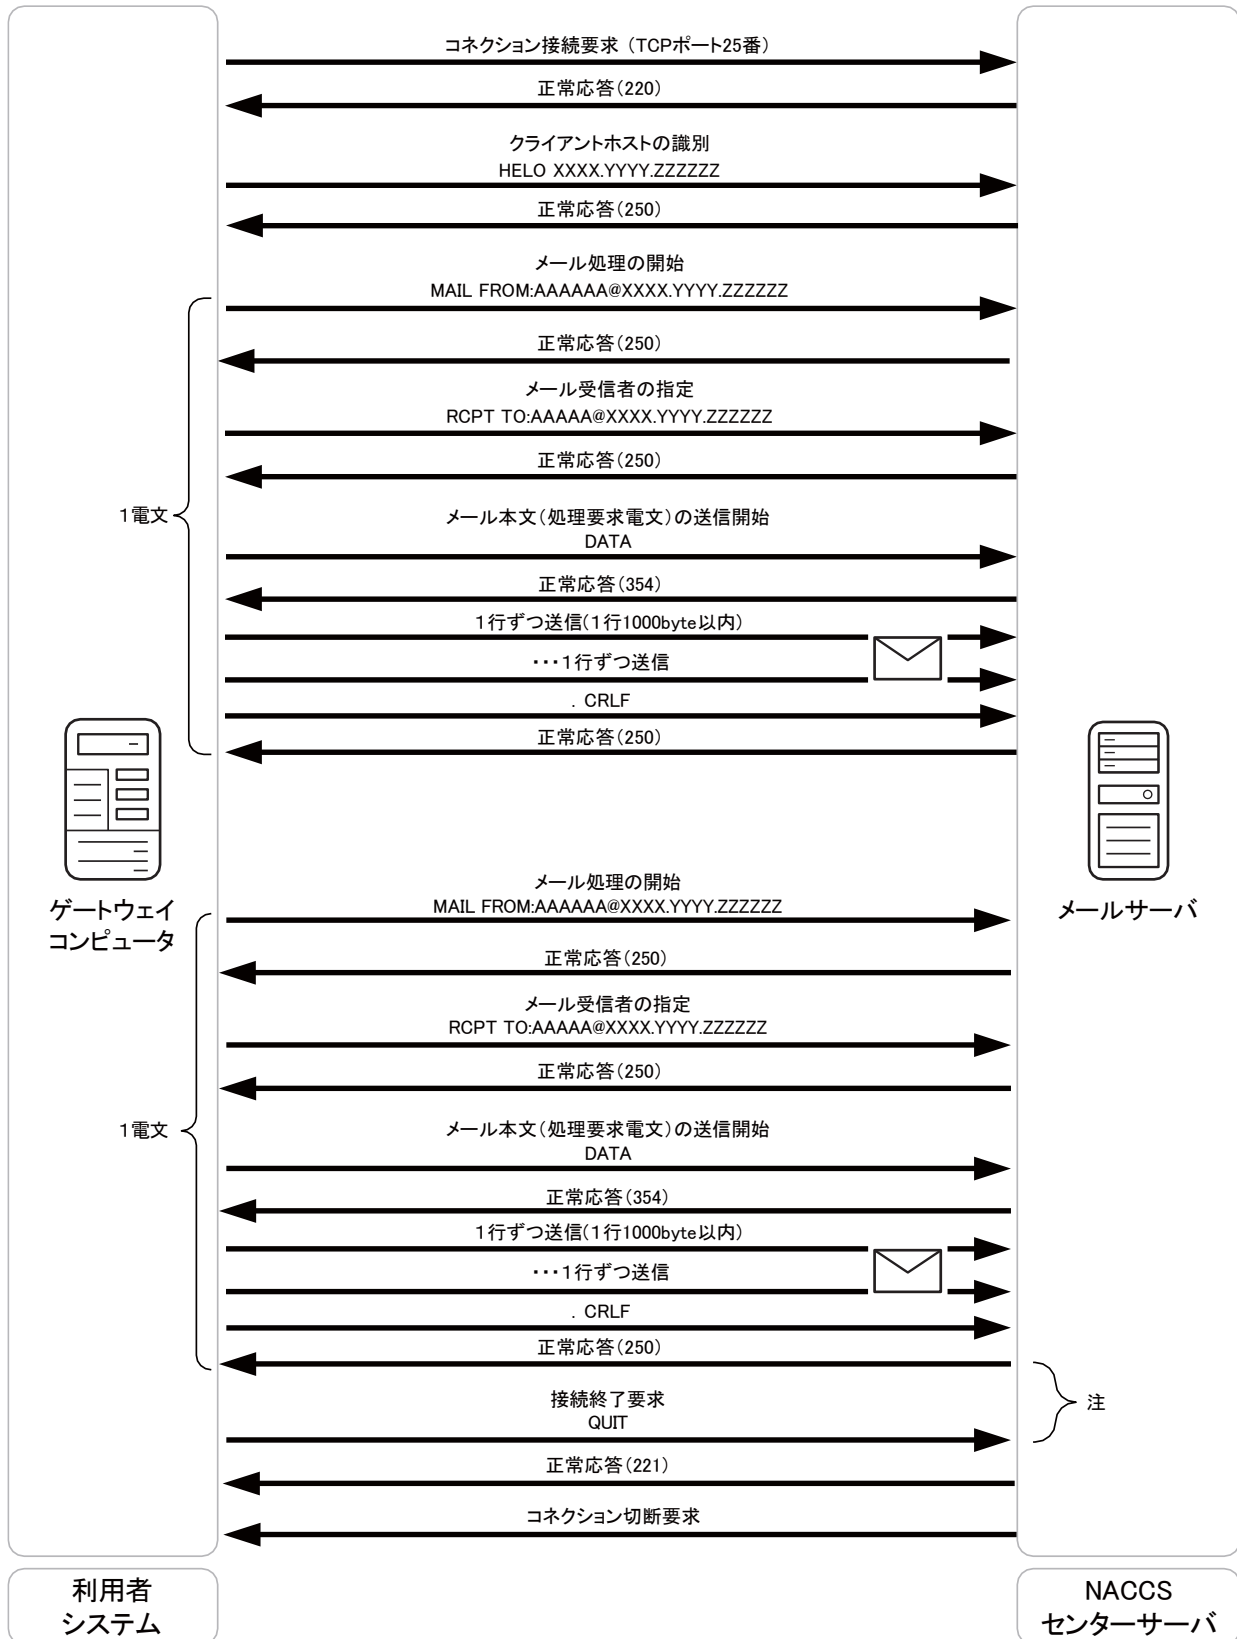 コネクション接続要求（TCPポート25番）
正常応答（220）
クライアントホストの識別
HELO XXXX.YYYY.ZZZZZZ
正常応答（250）
メール処理の開始
MAIL FROM:AAAAAA@XXXX.YYYY.ZZZZZZ
正常応答（250）
メール受信者の指定
RCPT TO:AAAAA@XXXX.YYYY.ZZZZZZ
正常応答（250）
1電文
メール本文（処理要求電文）の送信開始
DATA
正常応答（354）
1行ずつ送信（1行1000byte以内）
・・・1行ずつ送信
. CRLF
正常応答（250）
ゲートウェイ
コンピュータ
メールサーバ
メール処理の開始
MAIL FROM:AAAAAA@XXXX.YYYY.ZZZZZZ
正常応答（250）
メール受信者の指定
RCPT TO:AAAAA@XXXX.YYYY.ZZZZZZ
正常応答（250）
1電文
メール本文（処理要求電文）の送信開始
DATA
正常応答（354）
1行ずつ送信（1行1000byte以内）
・・・1行ずつ送信
. CRLF
正常応答（250）
注
接続終了要求
QUIT
正常応答（221）
コネクション切断要求
利用者
システム
NACCS
センターサーバ